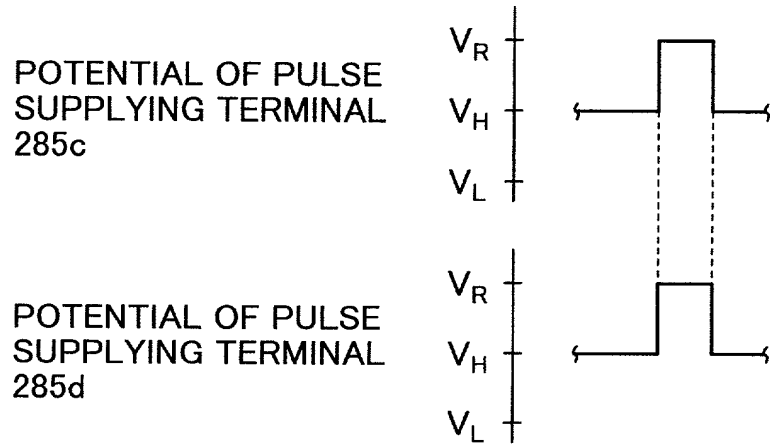 POTENTIAL OF PULSE
SUPPLYING TERMINAL
285c
V_R
V_H
V_L
POTENTIAL OF PULSE
SUPPLYING TERMINAL
285d
V_R
V_H
V_L